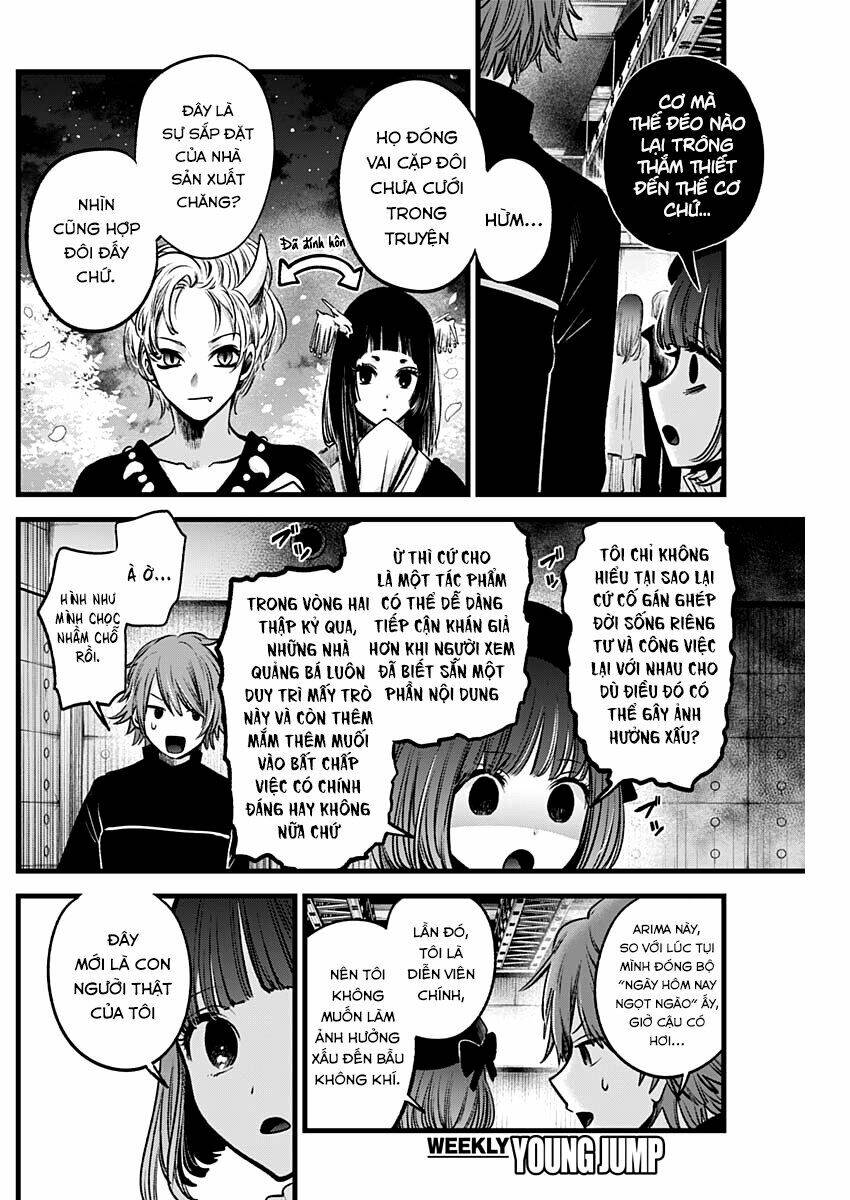 CƠ MÀ
THẾ ĐÉO NÀO
LẠI TRÔNG
THẮM THIẾT
ĐẾN THẾ CƠ
CHỨ...
HỪM...
HỌ ĐÓNG
VAI CẶP ĐÔI
CHƯA CƯỚI
TRONG
TRUYỆN
ĐÂY LÀ
SỰ SẮP ĐẶT
CỦA NHÀ
SẢN XUẤT
CHĂNG?
NHÌN
CŨNG HỢP
ĐÔI ĐẤY
CHỨ.
Đã đính hôn
TÔI CHỈ KHÔNG
HIỂU TẠI SAO LẠI
CỨ CỐ GẮN GHÉP
ĐỜI SỐNG RIÊNG
TƯ VÀ CÔNG VIỆC
LẠI VỚI NHAU CHO
DÙ ĐIỀU ĐÓ CÓ
THỂ GÂY ẢNH
HƯỞNG XẤU?
Ừ THÌ CỨ CHO
LÀ MỘT TÁC PHẨM
CÓ THỂ DỄ DÀNG
TIẾP CẬN KHÁN GIẢ
HƠN KHI NGƯỜI XEM
ĐÃ BIẾT SẴN MỘT
PHẦN NỘI DUNG
TRONG VÒNG HAI
THẬP KỶ QUA,
NHỮNG NHÀ
QUẢNG BÁ LUÔN
DUY TRÌ MẤY TRÒ
NÀY VÀ CÒN THÊM
MẮM THÊM MUỐI
VÀO BẤT CHẤP
VIỆC CÓ CHÍNH
ĐÁNG HAY KHÔNG
NỮA CHỨ
À Ờ...
HÌNH NHƯ
MÌNH CHỌC
NHẦM CHỖ
RỒI.
ARIMA NÀY,
SO VỚI LÚC TỤI
MÌNH ĐÓNG BỘ
"NGÀY HÔM NAY
NGỌT NGÀO" ẤY,
GIỜ CẬU CÓ
HƠI...
LẦN ĐÓ,
TÔI LÀ
DIỄN VIÊN
CHÍNH,
NÊN TÔI
KHÔNG
MUỐN LÀM
ẢNH HƯỞNG
XẤU ĐẾN BẦU
KHÔNG KHÍ.
ĐÂY
MỚI LÀ CON
NGƯỜI THẬT
CỦA TÔI
WEEKLY YOUNG JUMP